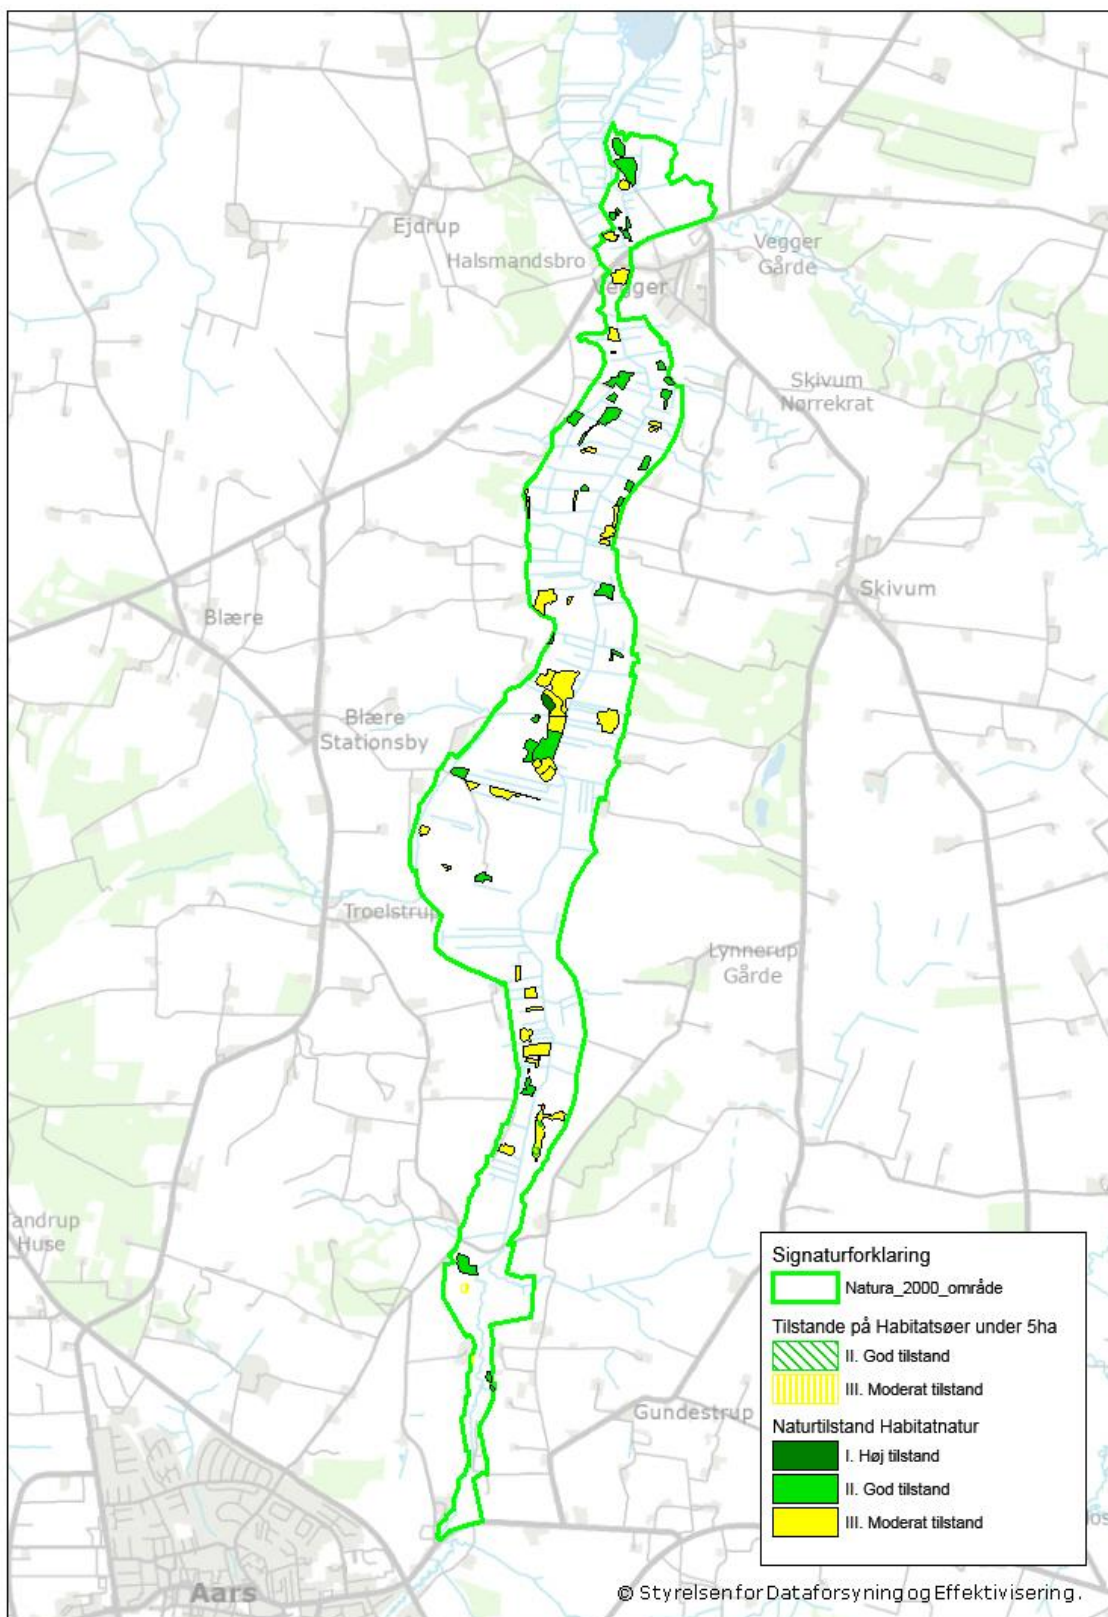 Ejdrup
Halsmandsbro
Vegger
Gårde
Vegger
Skivum
Nørrekrat
Skivum
Blære
Blære
Stationsby
Troelstrup
Lynnerup
Gårde
andrup
Huse
Gundestrup
Aars
Signaturforklaring
Natura_2000_område
Tilstande på Habitatsøer under 5ha
II. God tilstand
III. Moderat tilstand
Naturtilstand Habitatnatur
I. Høj tilstand
II. God tilstand
III. Moderat tilstand
© Styrelsen for Dataforsyning og Effektivisering.